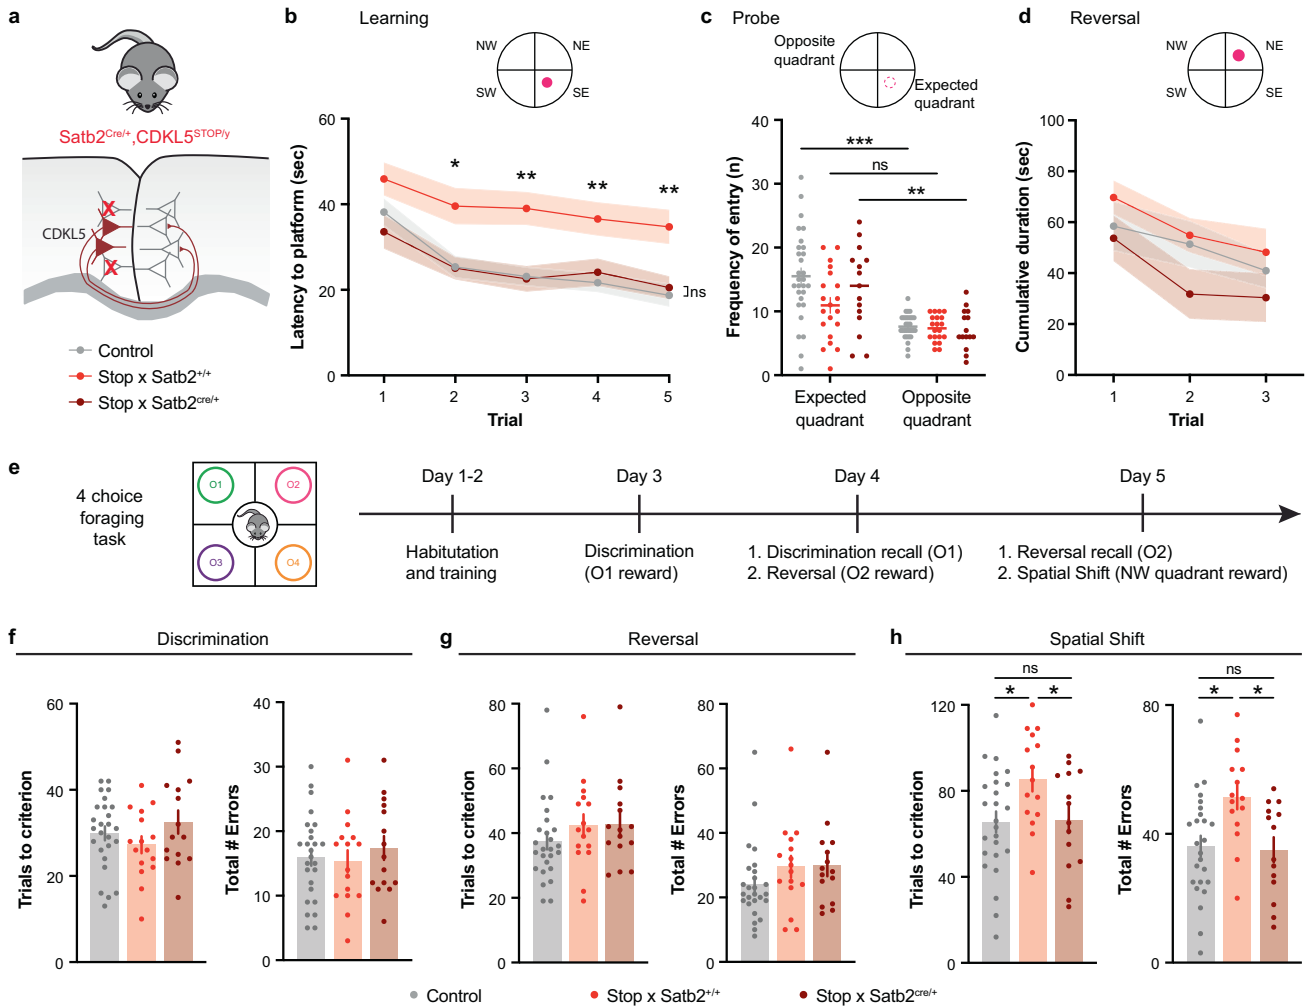 a
Satb2Cre/+,CDKL5STOP/y
CDKL5
X
X
Control
Stop x Satb2+/+
Stop x Satb2cre/+
b Learning
NW NE
SW SE
Latency to platform (sec)
60
40
20
0
* ** ** **
ns
1 2 3 4 5
Trial
c Probe
Opposite
quadrant
Expected
quadrant
Frequency of entry (n)
40
30
20
10
0
***
ns
**
Expected
quadrant
Opposite
quadrant
d Reversal
NW NE
SW SE
Cumulative duration (sec)
100
80
60
40
20
0
1 2 3
Trial
e
4 choice
foraging
task
O1 O2
O3 O4
Day 1-2
Habitutation
and training
Day 3
Discrimination
(O1 reward)
Day 4
1. Discrimination recall (O1)
2. Reversal (O2 reward)
Day 5
1. Reversal recall (O2)
2. Spatial Shift (NW quadrant reward)
f Discrimination
Trials to criterion
60
40
20
0
Total # Errors
40
30
20
10
0
g Reversal
Trials to criterion
80
60
40
20
0
Total # Errors
80
60
40
20
0
h Spatial Shift
Trials to criterion
120
80
40
0
ns
* *
Total # Errors
80
40
0
ns
* *
Control Stop x Satb2+/+ Stop x Satb2cre/+